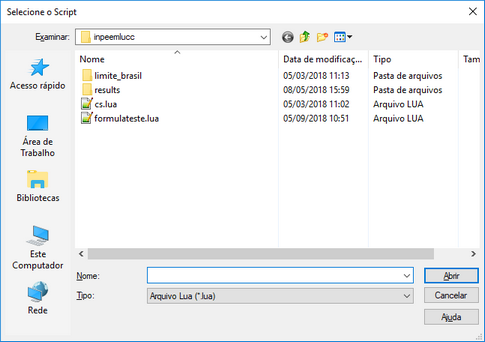 Selecione o Script
Examinar: inpeemlucc
Nome Data de modificaç... Tipo Tam
limite_brasil 05/03/2018 11:13 Pasta de arquivos
results 08/05/2018 15:59 Pasta de arquivos
cs.lua 05/03/2018 11:02 Arquivo LUA
formulateste.lua 05/09/2018 10:51 Arquivo LUA
Acesso rápido
Área de
Trabalho
Bibliotecas
Este
Computador
Rede
Nome: Abrir
Tipo: Arquivo Lua (*.lua) Cancelar
Ajuda